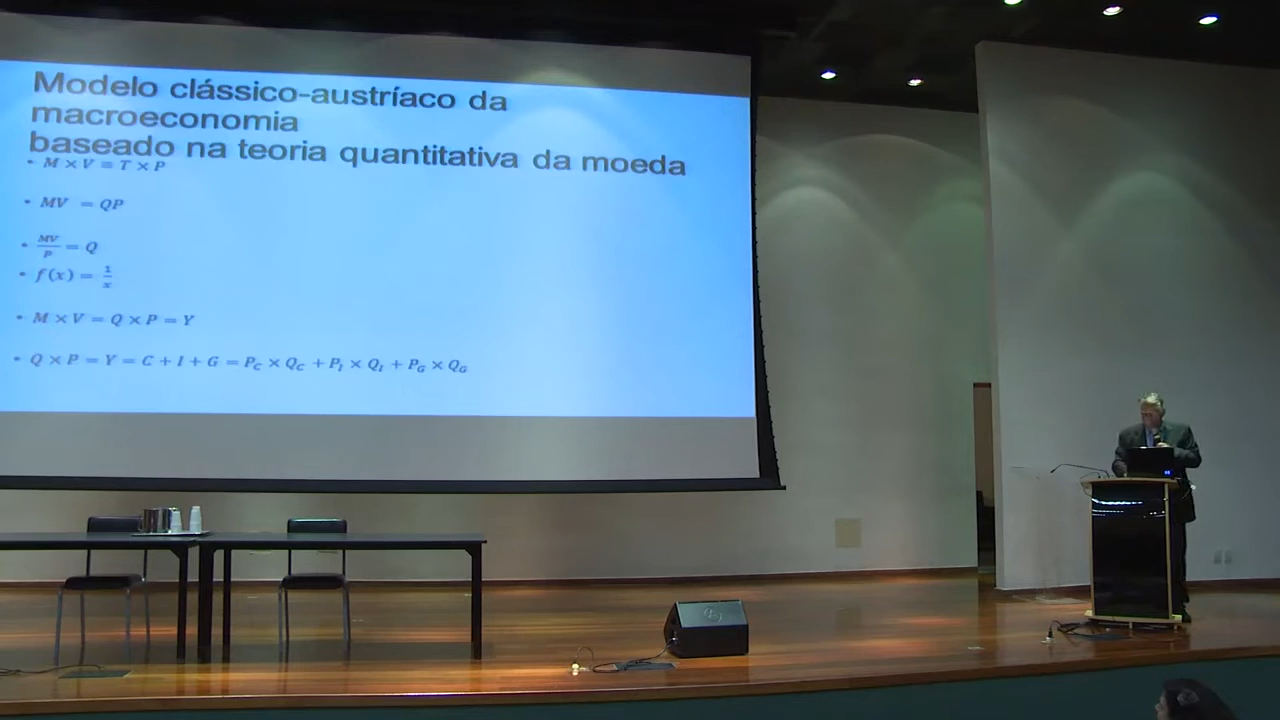 Modelo clássico-austríaco da
macroeconomia
baseado na teoria quantitativa da moeda
• M × V = T × P
• MV = QP
• MV/P = Q
• f(x) = 1/x
• M × V = Q × P = Y
• Q × P = Y = C + I + G = P_C × Q_C + P_I × Q_I + P_G × Q_G